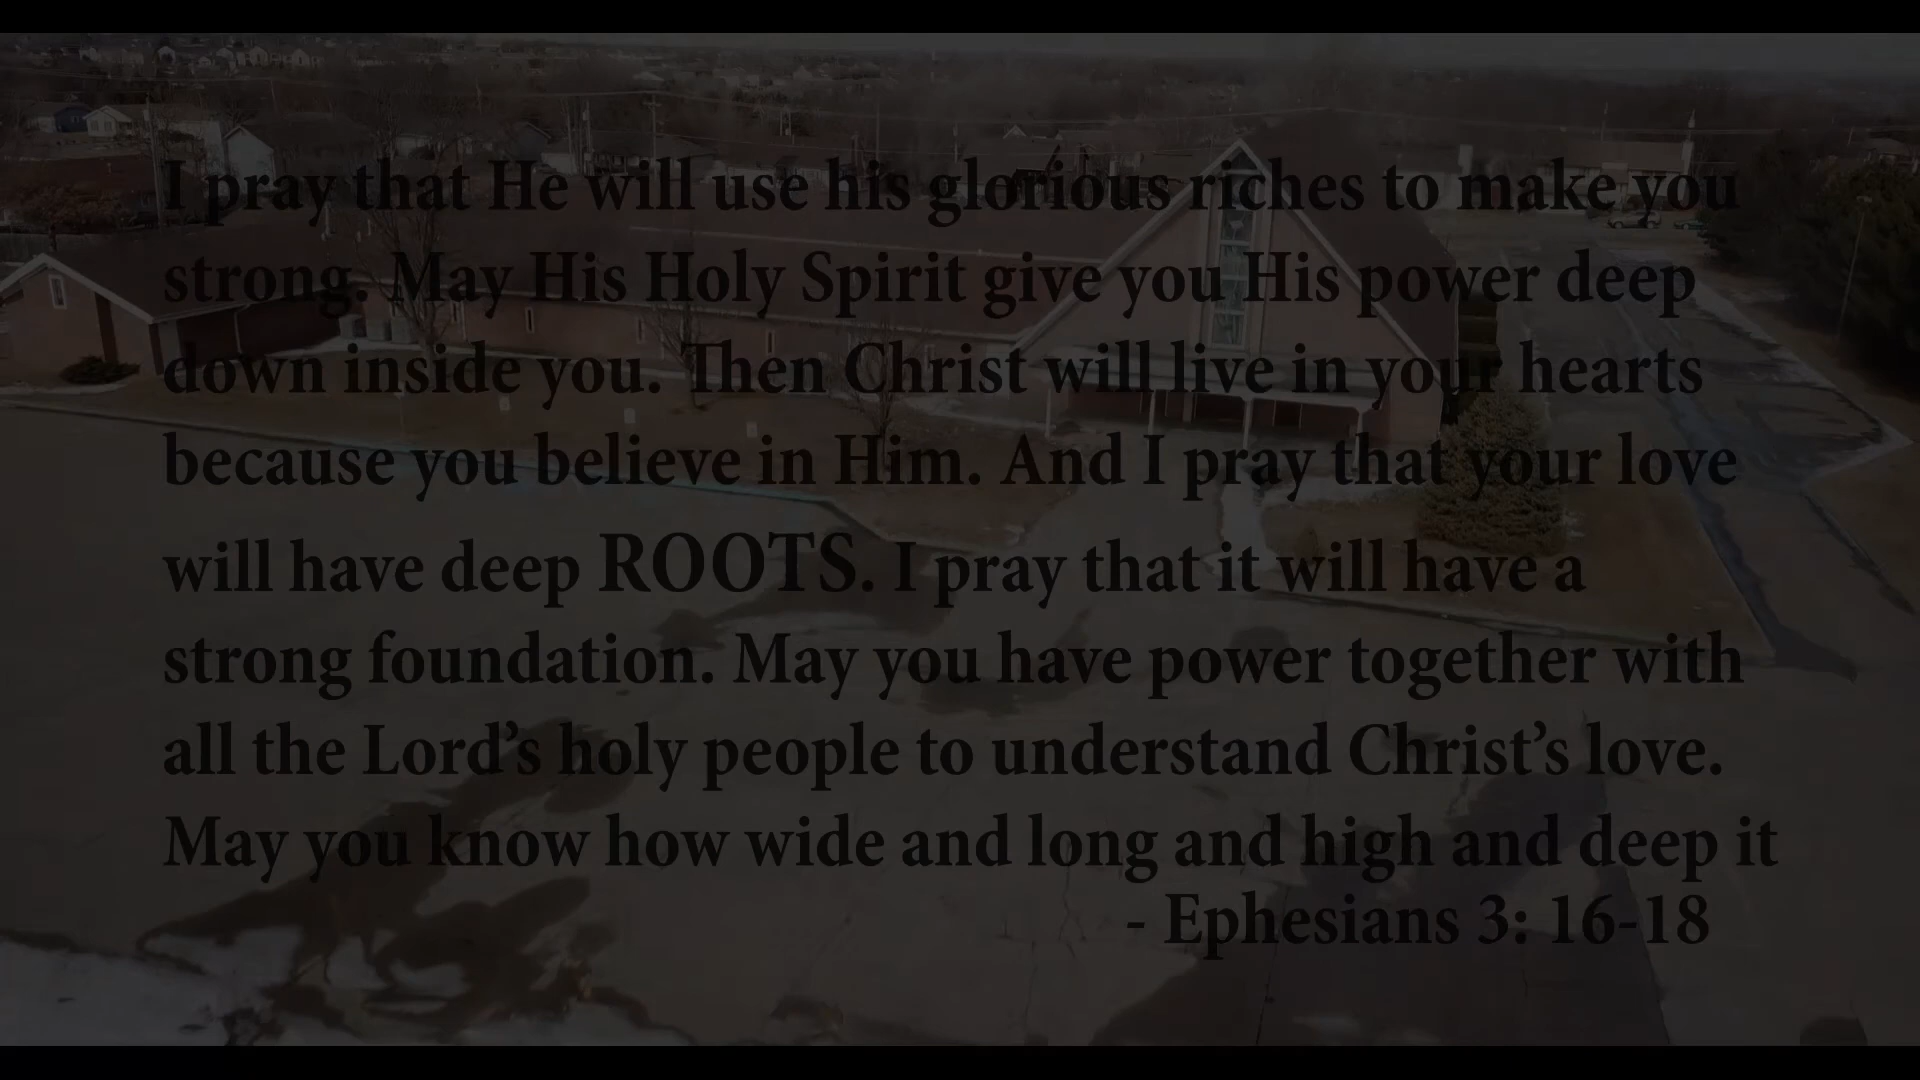 I pray that He will use his glorious riches to make you
strong. May His Holy Spirit give you His power deep
down inside you. Then Christ will live in your hearts
because you believe in Him. And I pray that your love
will have deep ROOTS. I pray that it will have a
strong foundation. May you have power together with
all the Lord’s holy people to understand Christ’s love.
May you know how wide and long and high and deep it
- Ephesians 3: 16-18